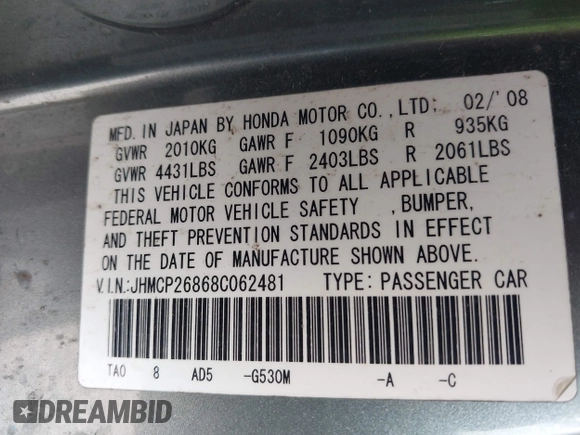 MFD. IN JAPAN BY HONDA MOTOR CO.,LTD; 02/'08
GVWR 2010KG GAWR F 1090KG R 935KG
GVWR 4431LBS GAWR F 2403LBS R 2061LBS
THIS VEHICLE CONFORMS TO ALL APPLICABLE
FEDERAL MOTOR VEHICLE SAFETY ,BUMPER,
AND THEFT PREVENTION STANDARDS IN EFFECT
ON THE DATE OF MANUFACTURE SHOWN ABOVE.
V.I.N.:JHMCP26868C062481 TYPE: PASSENGER CAR
TA0 8 AD5 -G530M -A -C
DREAMBID